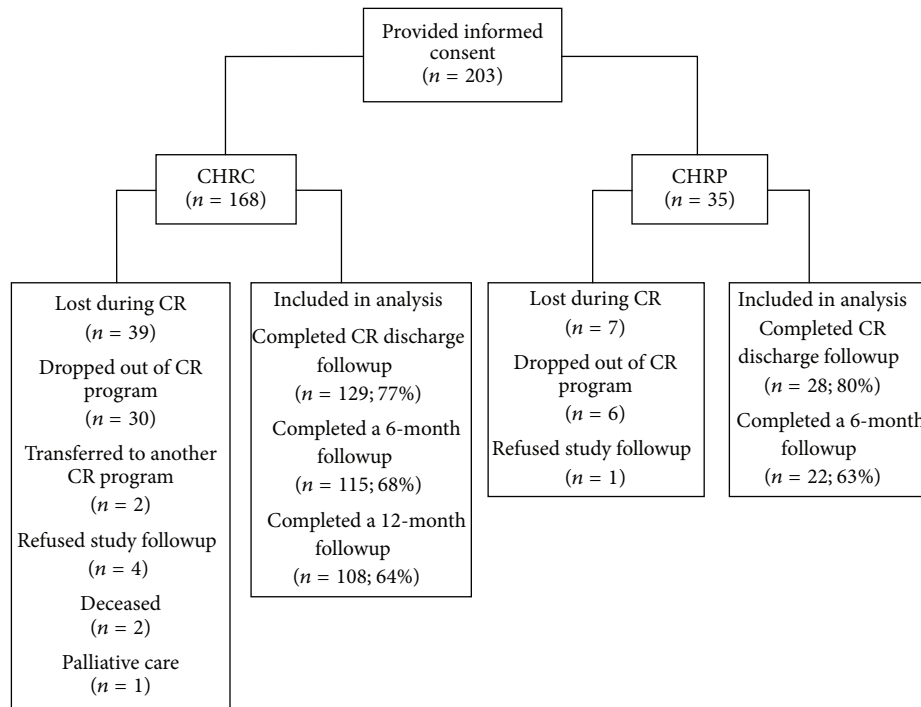 Provided informed
consent
(n = 203)
CHRC
(n = 168)
CHRP
(n = 35)
Lost during CR
(n = 39)
Dropped out of CR
program
(n = 30)
Transferred to another
CR program
(n = 2)
Refused study followup
(n = 4)
Deceased
(n = 2)
Palliative care
(n = 1)
Included in analysis
Completed CR discharge
followup
(n = 129; 77%)
Completed a 6-month
followup
(n = 115; 68%)
Completed a 12-month
followup
(n = 108; 64%)
Lost during CR
(n = 7)
Dropped out of CR
program
(n = 6)
Refused study followup
(n = 1)
Included in analysis
Completed CR
discharge followup
(n = 28; 80%)
Completed a 6-month
followup
(n = 22; 63%)